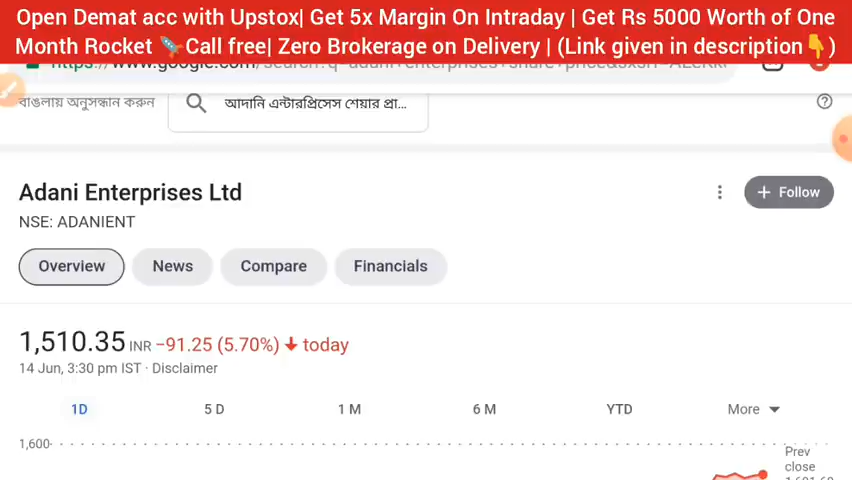 Open Demat acc with Upstox| Get 5x Margin On Intraday | Get Rs 5000 Worth of One
Month Rocket 🚀Call free| Zero Brokerage on Delivery | (Link given in description👇)
বাঙলায় অনুসন্ধান করুন
আদানি এন্টারপ্রিসেস শেয়ার প্রা...
Adani Enterprises Ltd
Follow
NSE: ADANIENT
Overview News Compare Financials
1,510.35 INR −91.25 (5.70%) ↓ today
14 Jun, 3:30 pm IST · Disclaimer
1D 5 D 1 M 6 M YTD More
1,600
Prev
close